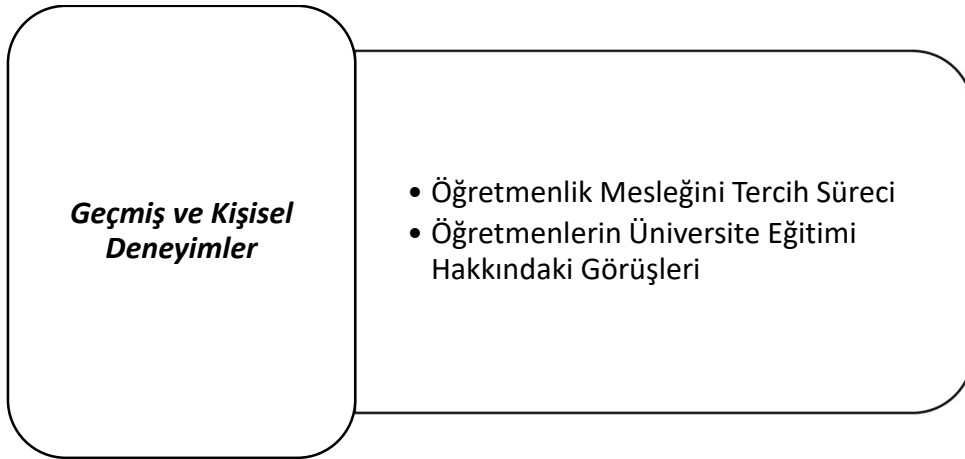 Geçmiş ve Kişisel
Deneyimler
• Öğretmenlik Mesleğini Tercih Süreci
• Öğretmenlerin Üniversite Eğitimi
Hakkındaki Görüşleri